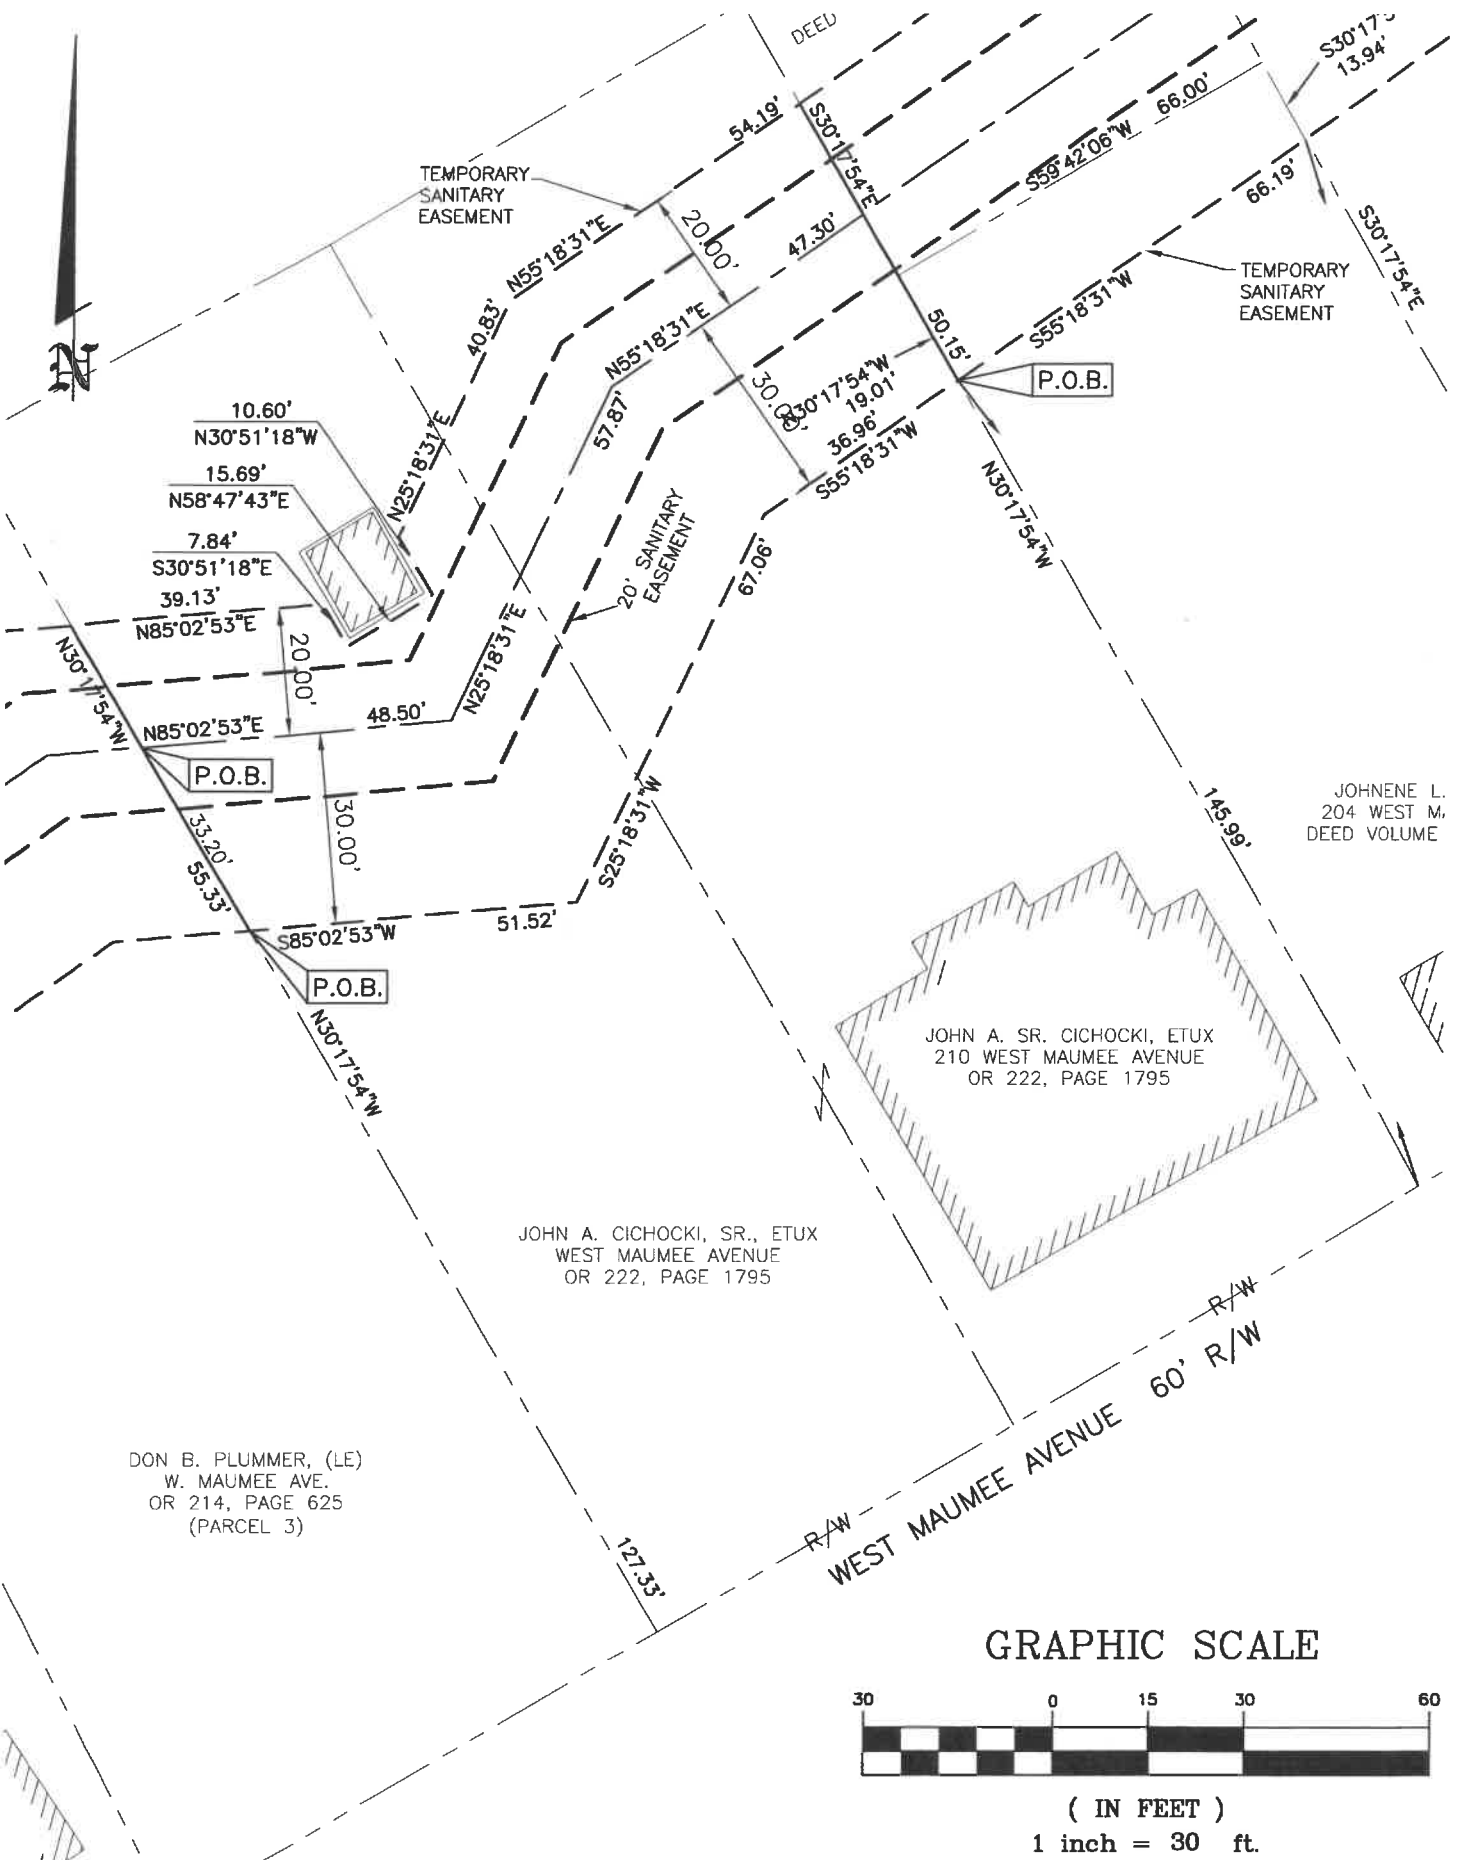 DEED
S30°17'5
13.94'
54.19'
S30°17'54"E
66.00'
S59°42'06"W
66.19'
S30°17'54"E
TEMPORARY
SANITARY
EASEMENT
20.00'
47.30'
N55°18'31"E
40.83'
TEMPORARY
SANITARY
EASEMENT
S55°18'31"W
N
N55°18'31"E
50.15'
P.O.B.
N30°17'54"W
19.01'
30.00'
36.96'
S55°18'31"W
57.87'
N25°18'31"E
10.60'
N30°51'18"W
15.69'
N58°47'43"E
7.84'
S30°51'18"E
39.13'
N85°02'53"E
N30°17'54"W
20' SANITARY
EASEMENT
67.06'
N30°17'54"W
20.00'
N25°18'31"E
N85°02'53"E
48.50'
P.O.B.
33.20'
55.33'
30.00'
S25°18'31"W
S85°02'53"W
51.52'
P.O.B.
N30°17'54"W
145.99'
JOHNENE L.
204 WEST M
DEED VOLUME
JOHN A. SR. CICHOCKI, ETUX
210 WEST MAUMEE AVENUE
OR 222, PAGE 1795
JOHN A. CICHOCKI, SR., ETUX
WEST MAUMEE AVENUE
OR 222, PAGE 1795
R/W
WEST MAUMEE AVENUE 60' R/W
R/W
DON B. PLUMMER, (LE)
W. MAUMEE AVE.
OR 214, PAGE 625
(PARCEL 3)
127.33'
GRAPHIC SCALE
30 0 15 30 60
( IN FEET )
1 inch = 30 ft.